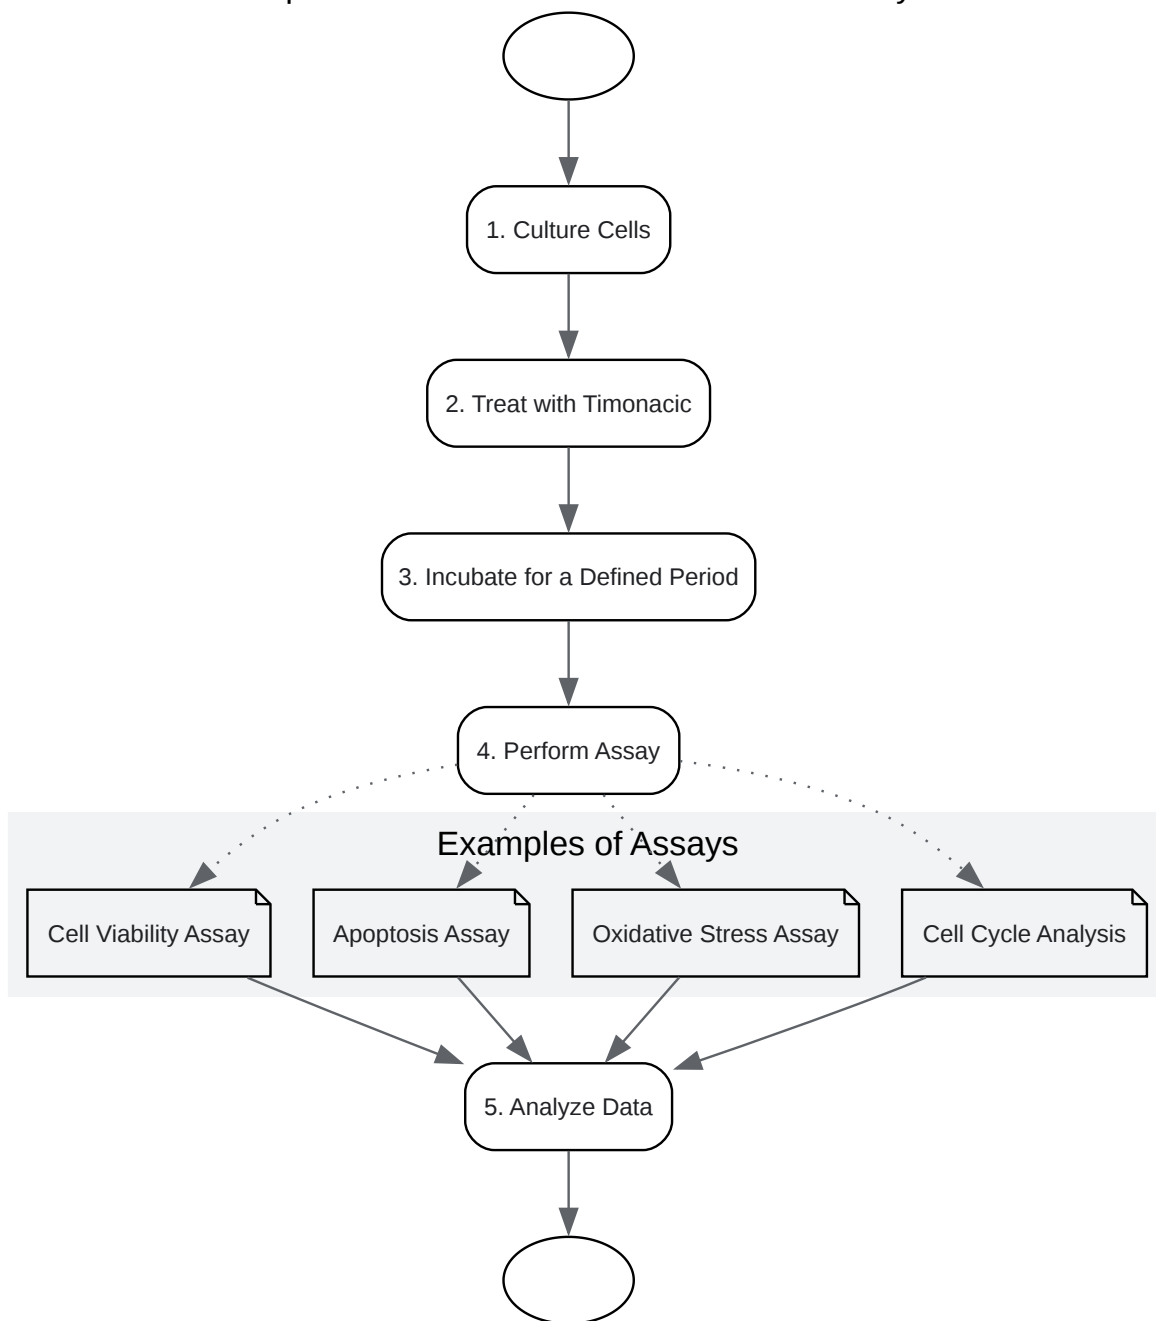 1. Culture Cells
2. Treat with Timonacic
3. Incubate for a Defined Period
4. Perform Assay
Examples of Assays
Cell Viability Assay
Apoptosis Assay
Oxidative Stress Assay
Cell Cycle Analysis
5. Analyze Data